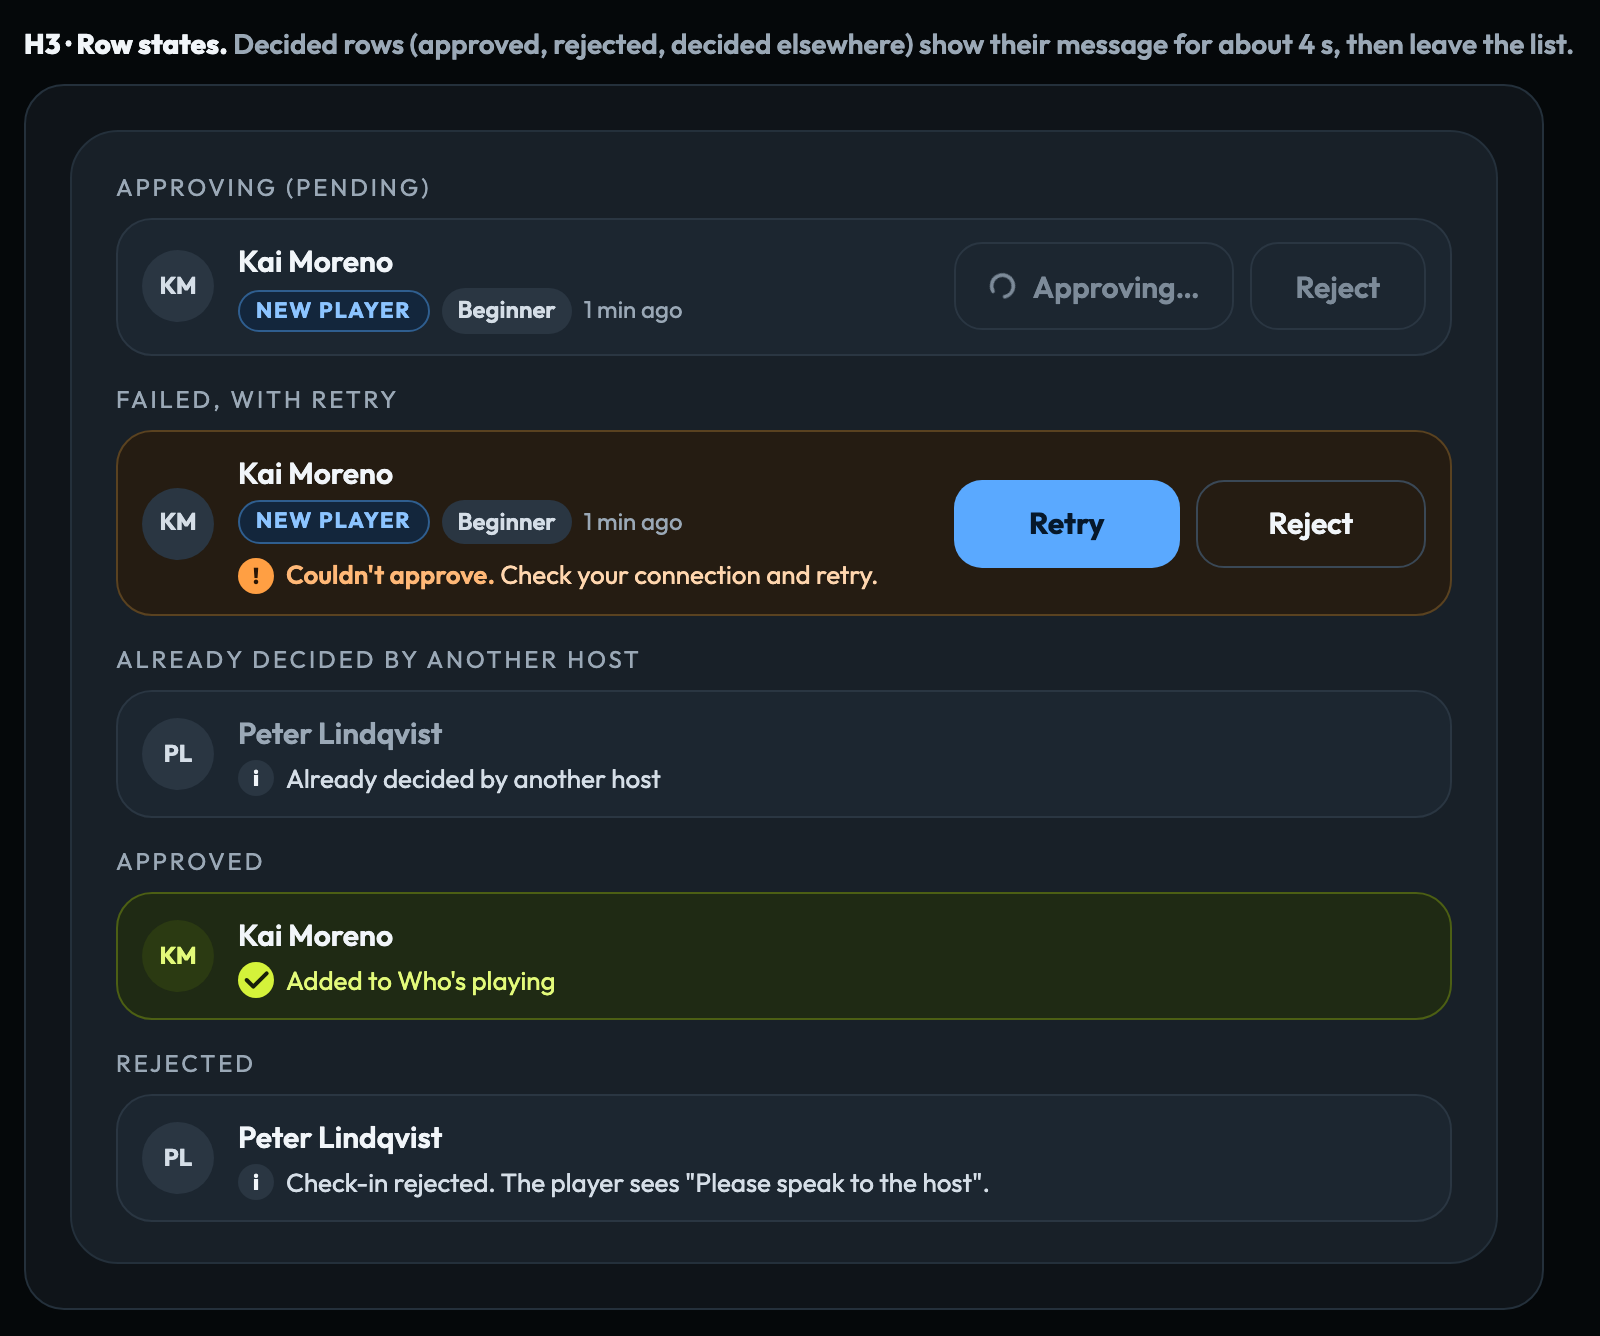 H3 · Row states. Decided rows (approved, rejected, decided elsewhere) show their message for about 4 s, then leave the list.
APPROVING (PENDING)
KM
Kai Moreno
NEW PLAYER Beginner 1 min ago
Approving... Reject
FAILED, WITH RETRY
KM
Kai Moreno
NEW PLAYER Beginner 1 min ago
! Couldn't approve. Check your connection and retry.
Retry Reject
ALREADY DECIDED BY ANOTHER HOST
PL
Peter Lindqvist
i Already decided by another host
APPROVED
KM
Kai Moreno
Added to Who's playing
REJECTED
PL
Peter Lindqvist
i Check-in rejected. The player sees "Please speak to the host".